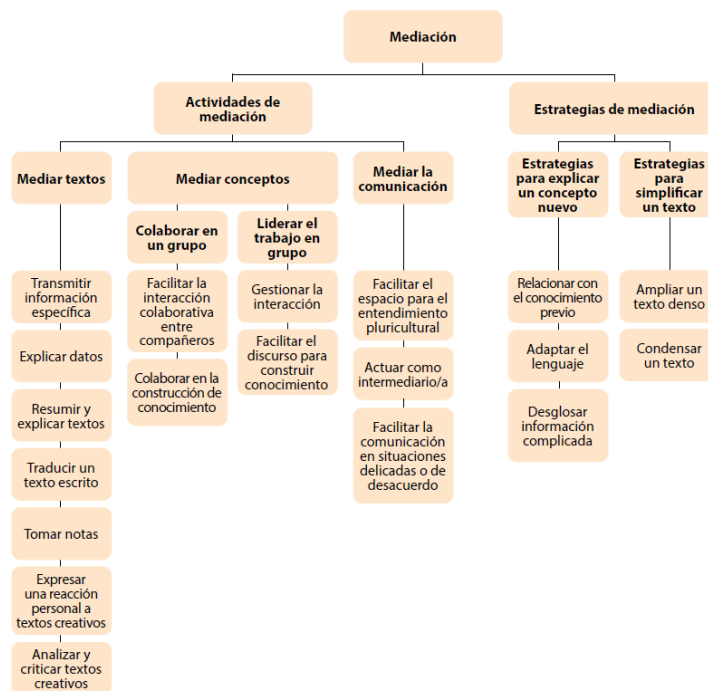 Mediación
Actividades de
mediación
Estrategias de mediación
Mediar textos
Mediar conceptos
Mediar la
comunicación
Estrategias
para explicar
un concepto
nuevo
Estrategias
para
simplificar
un texto
Colaborar en
un grupo
Liderar el
trabajo en
grupo
Transmitir
información
específica
Explicar datos
Resumir y
explicar textos
Traducir un
texto escrito
Tomar notas
Expresar
una reacción
personal a
textos creativos
Analizar y
criticar textos
creativos
Facilitar la
interacción
colaborativa
entre
compañeros
Colaborar en la
construcción de
conocimiento
Gestionar la
interacción
Facilitar el
discurso para
construir
conocimiento
Facilitar el
espacio para el
entendimiento
pluricultural
Actuar como
intermediario/a
Facilitar la
comunicación
en situaciones
delicadas o de
desacuerdo
Relacionar con
el conocimiento
previo
Adaptar el
lenguaje
Desglosar
información
complicada
Ampliar un
texto denso
Condensar
un texto